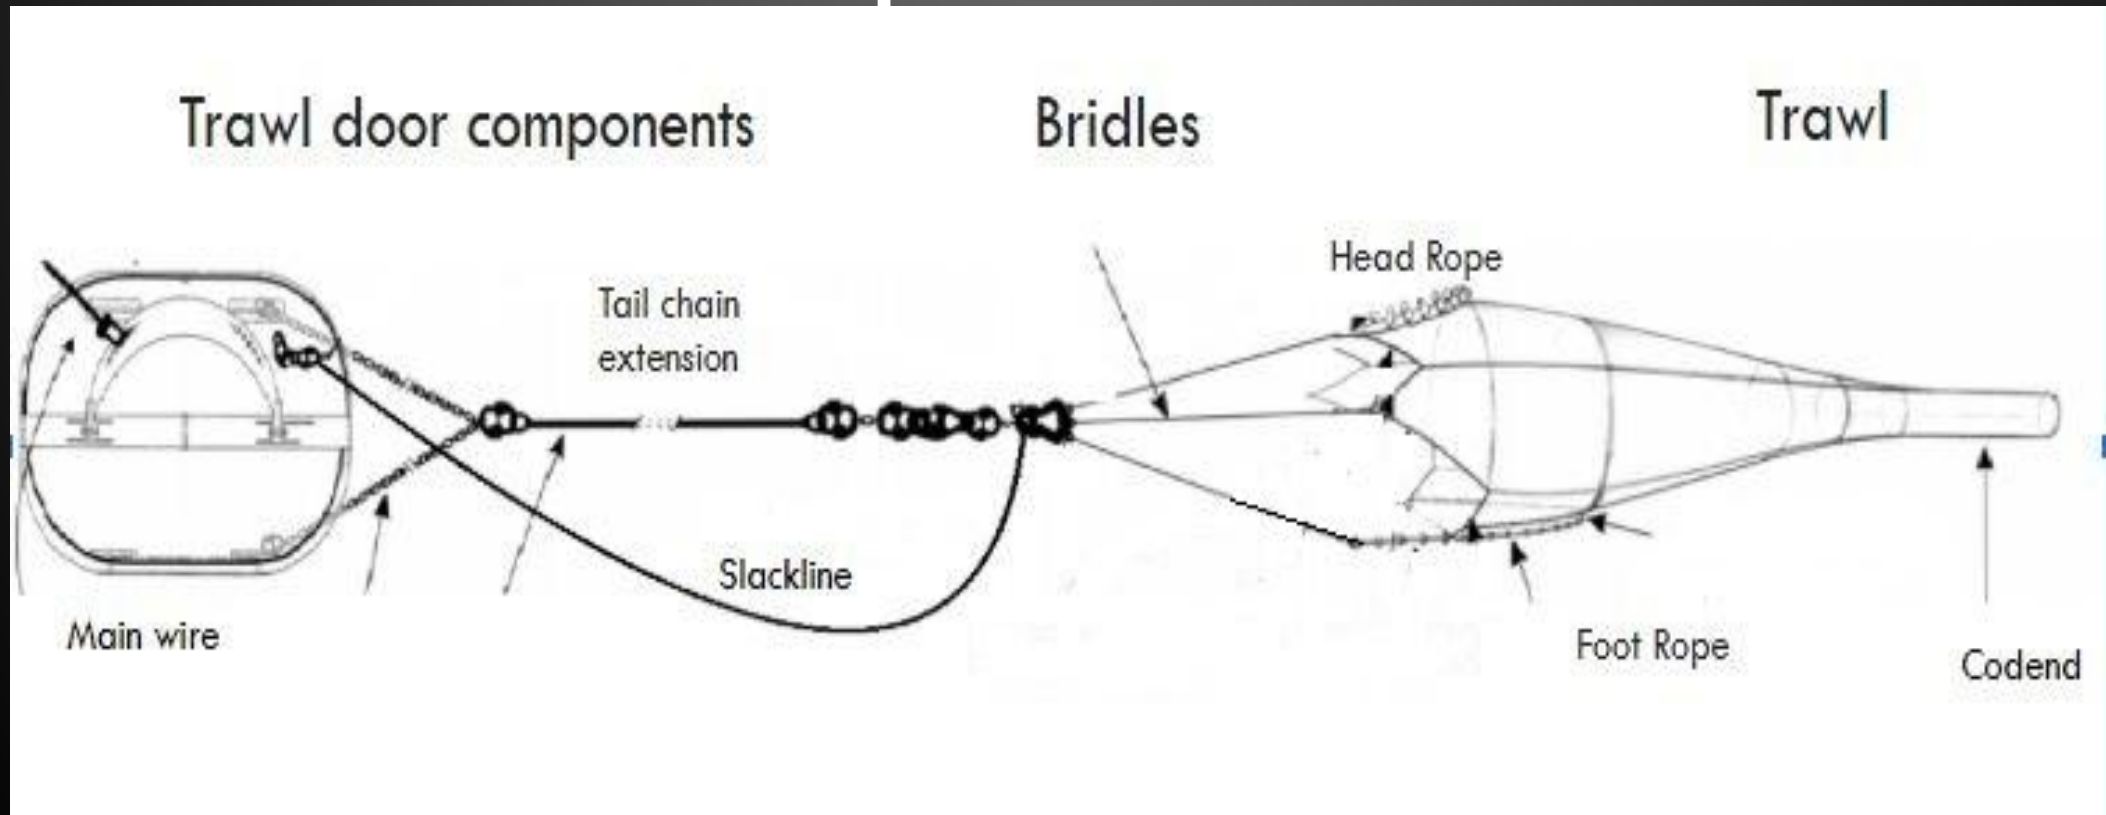 Trawl door components
Bridles
Trawl
Head Rope
Tail chain
extension
Slackline
Main wire
Foot Rope
Codend